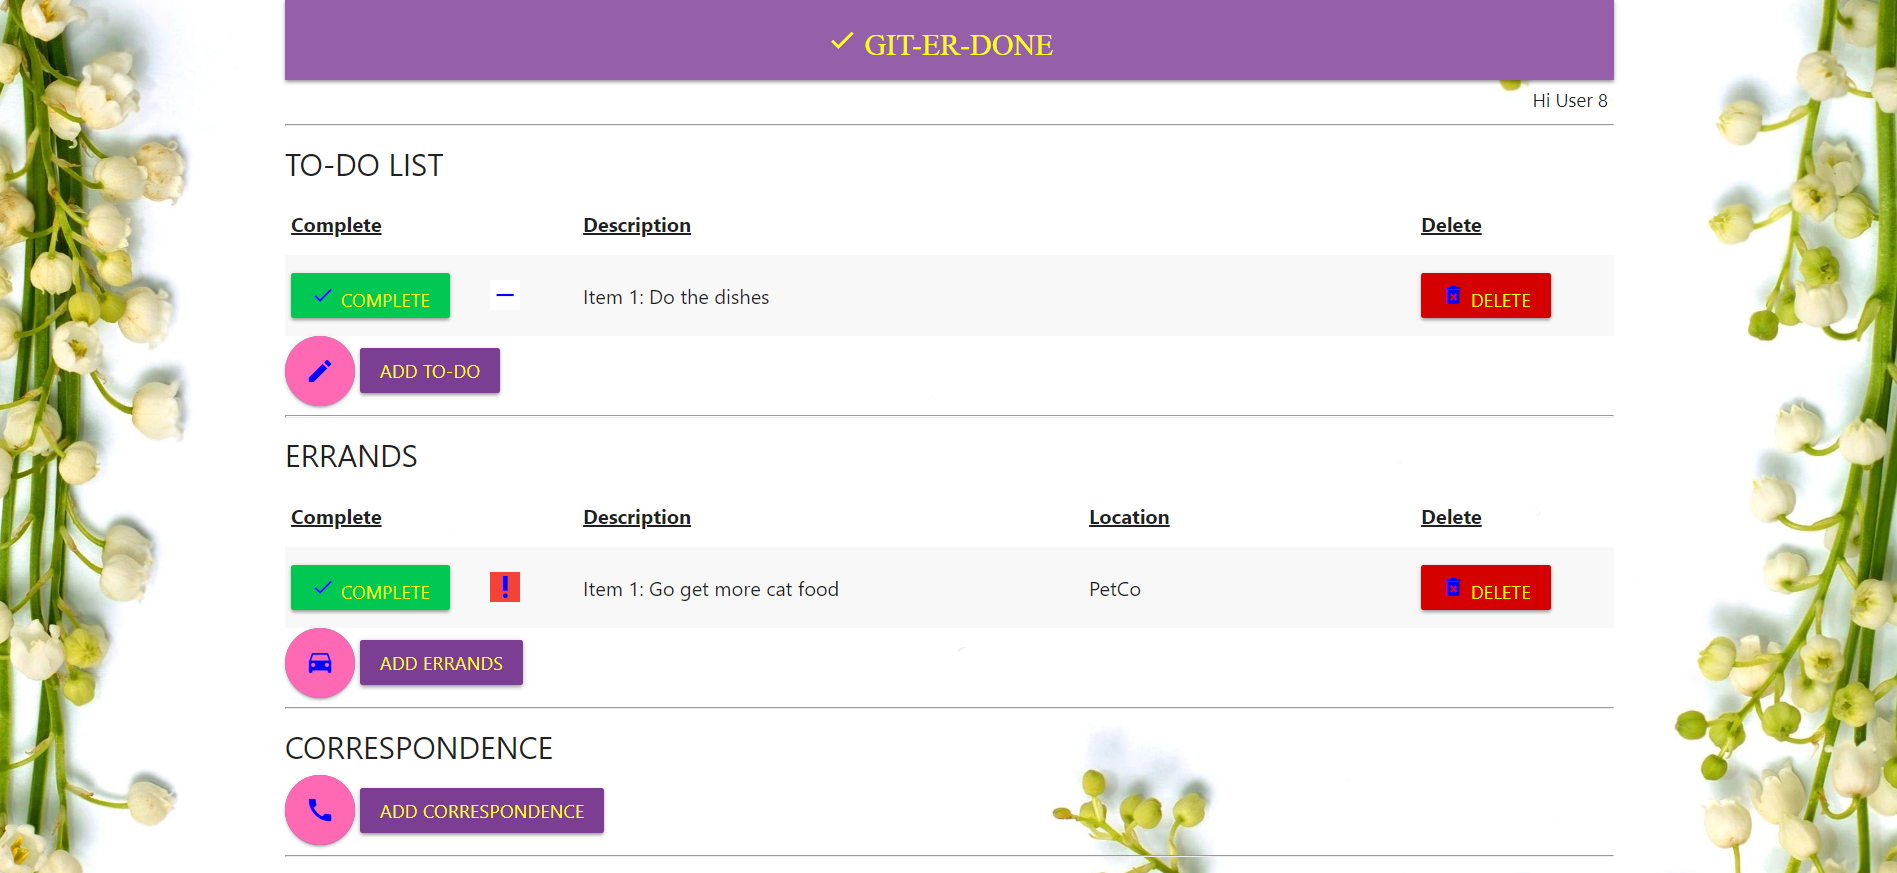 GIT-ER-DONE
Hi User 8
TO-DO LIST
Complete Description Delete
COMPLETE Item 1: Do the dishes DELETE
ADD TO-DO
ERRANDS
Complete Description Location Delete
COMPLETE ! Item 1: Go get more cat food PetCo DELETE
ADD ERRANDS
CORRESPONDENCE
ADD CORRESPONDENCE